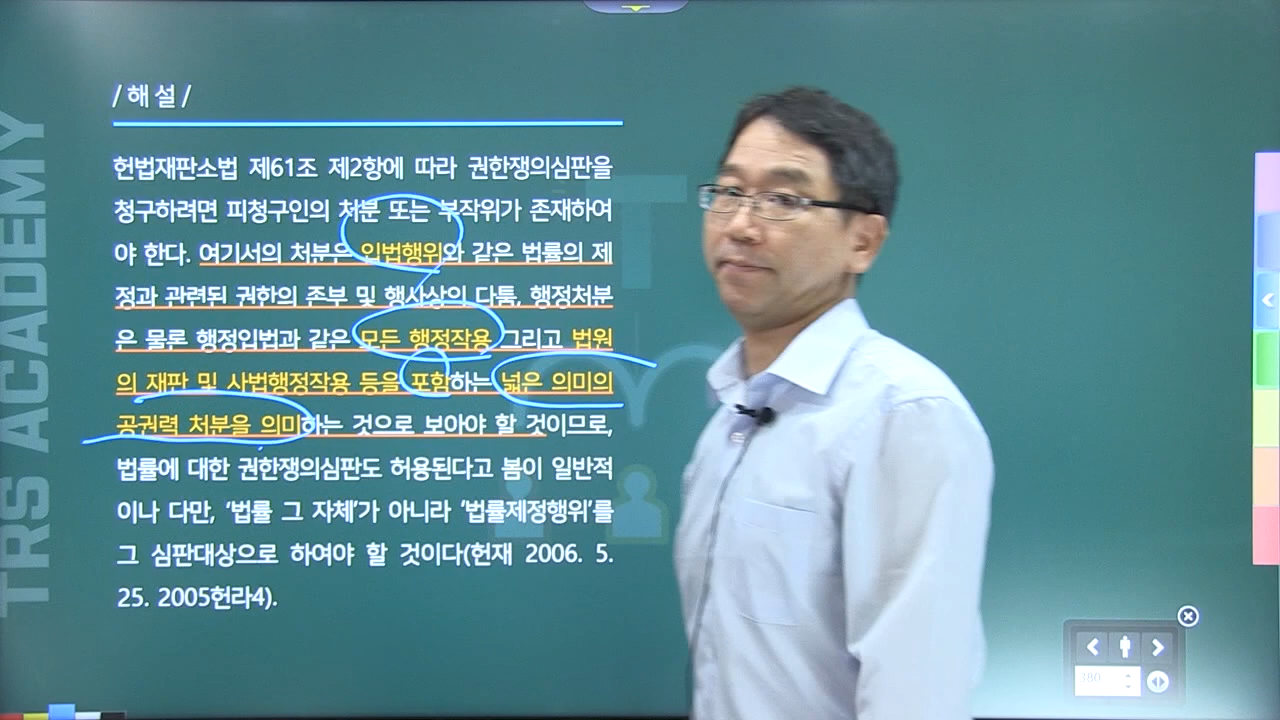 / 해 설 /
헌법재판소법 제61조 제2항에 따라 권한쟁의심판을
청구하려면 피청구인의 처분 또는 부작위가 존재하여
야 한다. 여기서의 처분은 입법행위와 같은 법률의 제
정과 관련된 권한의 존부 및 행사상의 다툼, 행정처분
은 물론 행정입법과 같은 모든 행정작용 그리고 법원
의 재판 및 사법행정작용 등을 포함하는 넓은 의미의
공권력 처분을 의미하는 것으로 보아야 할 것이므로,
법률에 대한 권한쟁의심판도 허용된다고 봄이 일반적
이나 다만, ‘법률 그 자체’가 아니라 ‘법률제정행위’를
그 심판대상으로 하여야 할 것이다(헌재 2006. 5.
25. 2005헌라4).
TRS ACADEMY
380